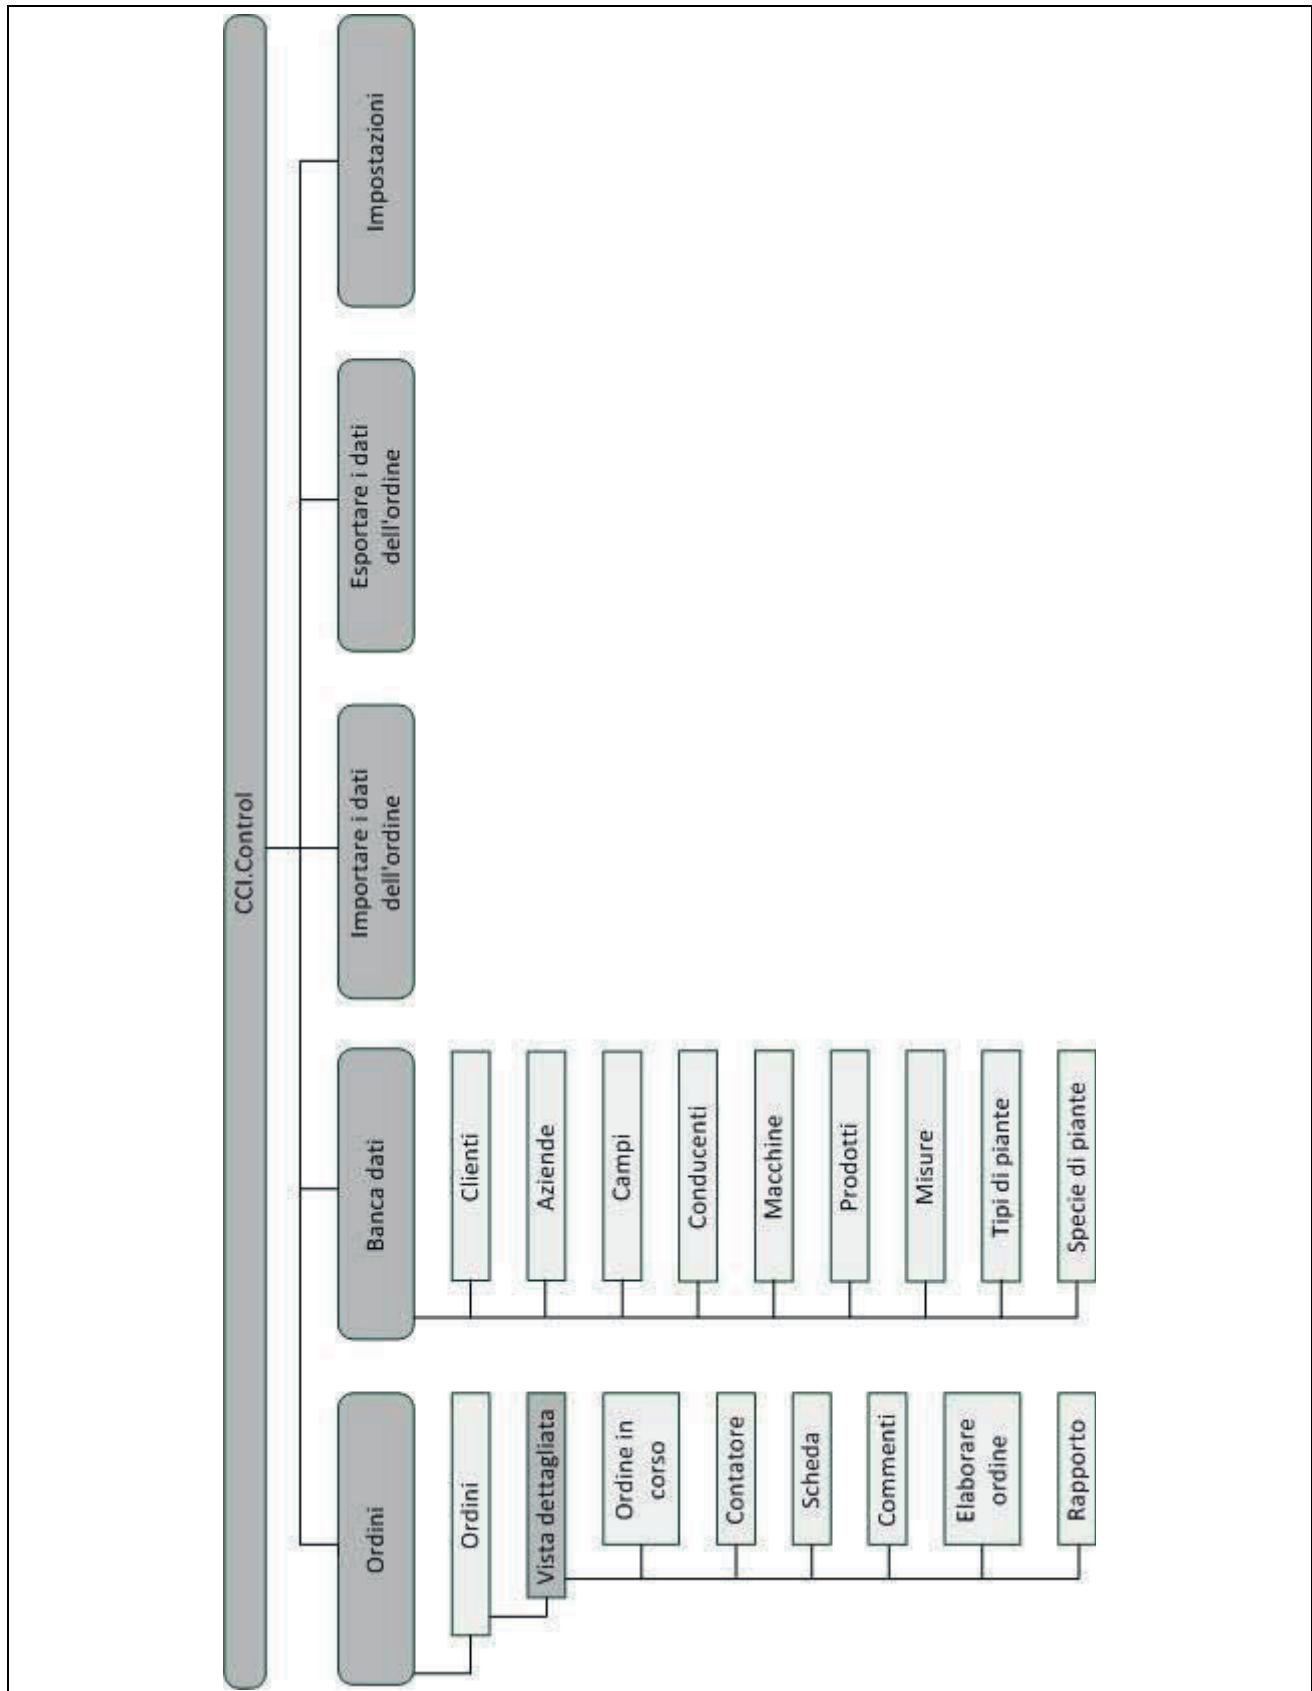 CCI.Control
Ordini
Ordini
Vista dettagliata
Ordine in
corso
Contatore
Scheda
Commenti
Elaborare
ordine
Rapporto
Banca dati
Clienti
Aziende
Campi
Conducenti
Macchine
Prodotti
Misure
Tipi di piante
Specie di piante
Importare i dati
dell'ordine
Esportare i dati
dell'ordine
Impostazioni